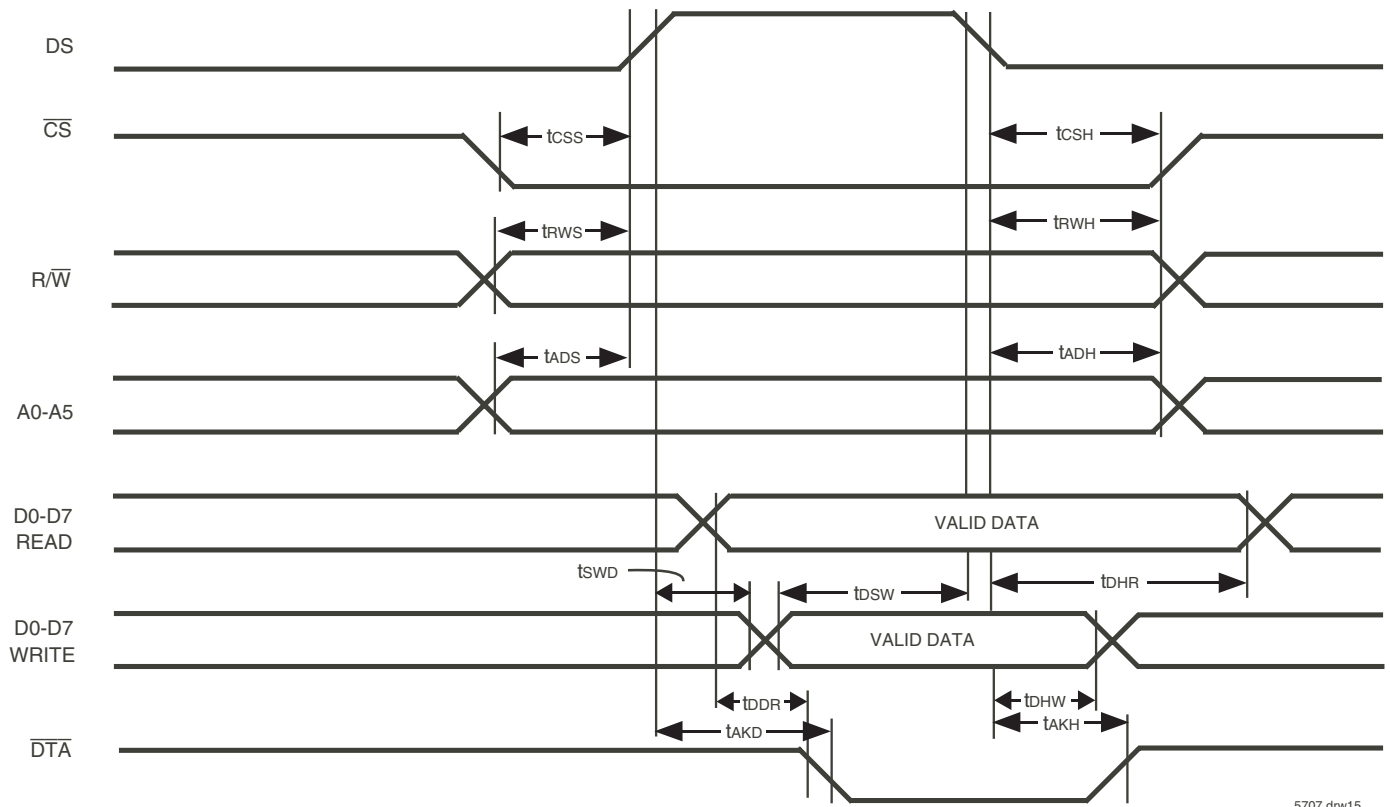 DS
CS
tCSS
tCSH
tRWS
tRWH
R/W
tADS
tADH
A0-A5
D0-D7
READ
VALID DATA
tSWD
tDSW
tDHR
D0-D7
WRITE
VALID DATA
tDDR
tDHW
tAKD
tAKH
DTA
5707 drw15